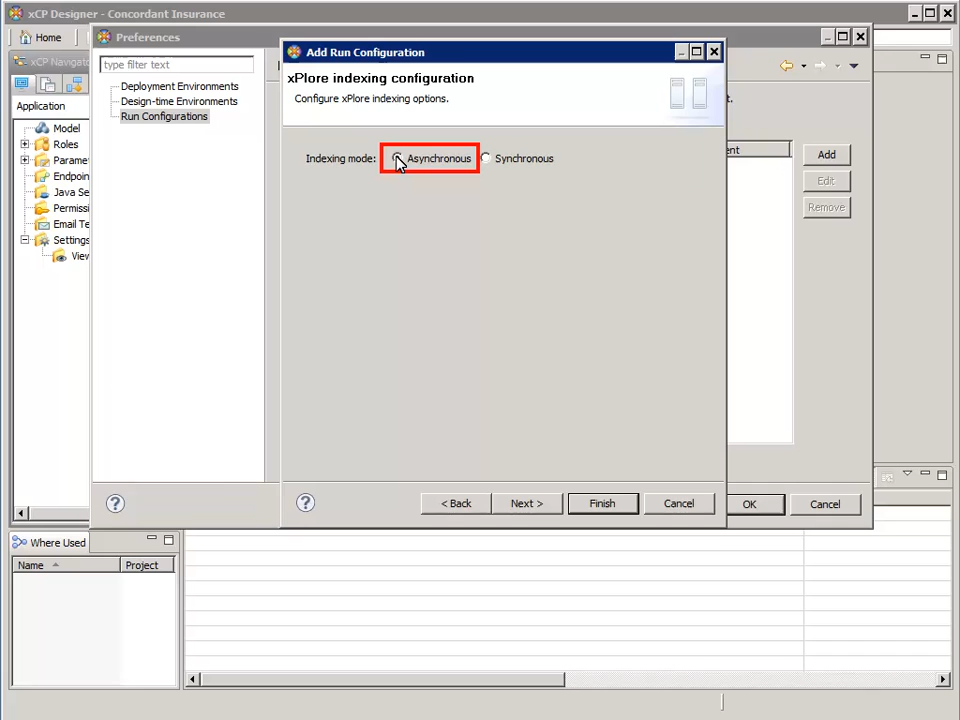 xCP Designer - Concordant Insurance
Home
Preferences
xCP Navigato
type filter text
Application
Deployment Environments
Design-time Environments
Run Configurations
Model
Roles
Parame
Endpoin
Java Se
Permissi
Email Te
Settings
View
Add Run Configuration
xPlore indexing configuration
Configure xPlore indexing options.
Indexing mode:
Asynchronous
Synchronous
t.
ent
Add
Edit
Remove
< Back
Next >
Finish
Cancel
OK
Cancel
Where Used
Name
Project